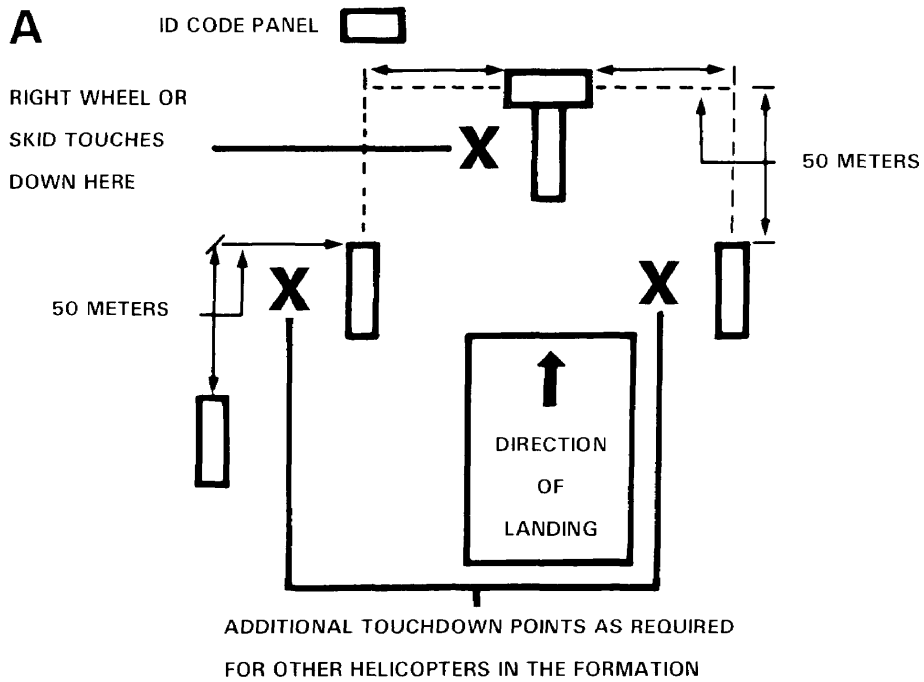 A
ID CODE PANEL
RIGHT WHEEL OR
SKID TOUCHES
DOWN HERE
X
50 METERS
50 METERS
X
X
DIRECTION
OF
LANDING
ADDITIONAL TOUCHDOWN POINTS AS REQUIRED
FOR OTHER HELICOPTERS IN THE FORMATION